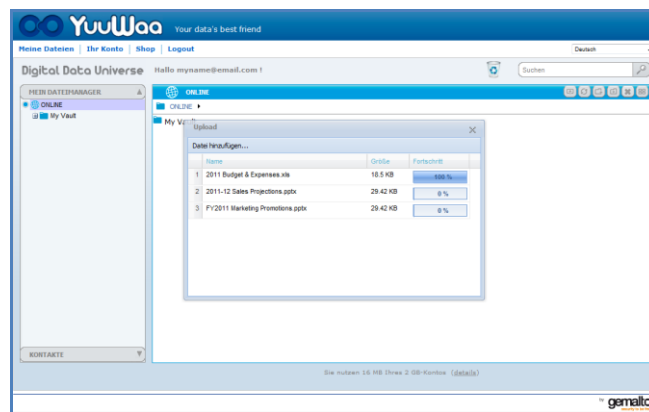 YuuWaa Your data's best friend
Meine Dateien | Ihr Konto | Shop | Logout
Deutsch
Digital Data Universe
Hallo myname@email.com !
Suchen
MEIN DATEIMANAGER
ONLINE
My Vault
KONTAKTE
ONLINE
ONLINE
My
Upload
Datei hinzufügen...
Name Größe Fortschritt
1 2011 Budget & Expenses.xls 18.5 KB 100 %
2 2011-12 Sales Projections.pptx 29.42 KB 0 %
3 FY2011 Marketing Promotions.pptx 29.42 KB 0 %
Sie nutzen 16 MB Ihres 2 GB-Kontos (details)
by gemalto